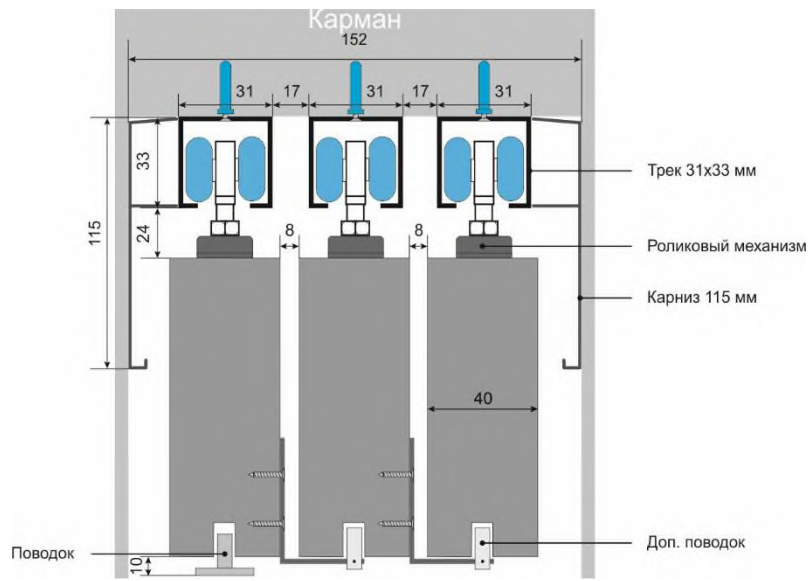 Карман
152
31 17 31 17 31
33
Трек 31x33 мм
115
24
8 8
Роликовый механизм
Карниз 115 мм
40
Поводок
10
Доп. поводок